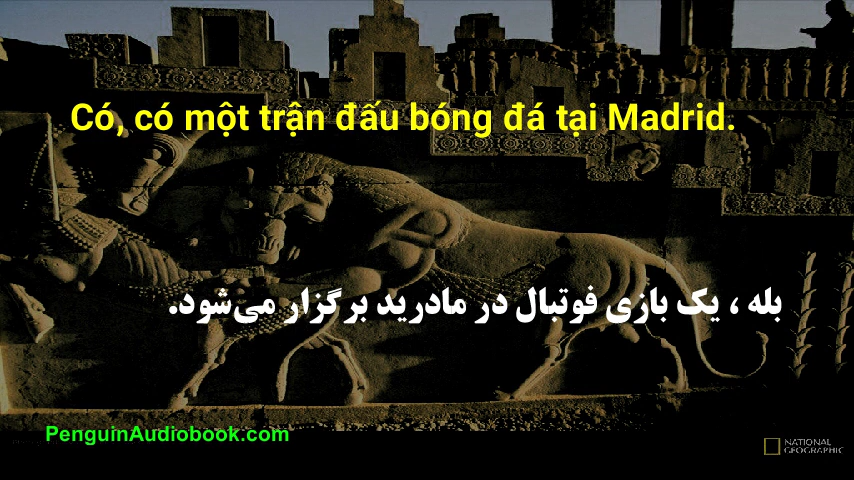 Có, có một trận đấu bóng đá tại Madrid.
بله ، یک بازی فوتبال در مادرید برگزار می‌شود.
PenguinAudiobook.com
NATIONAL
GEOGRAPHIC